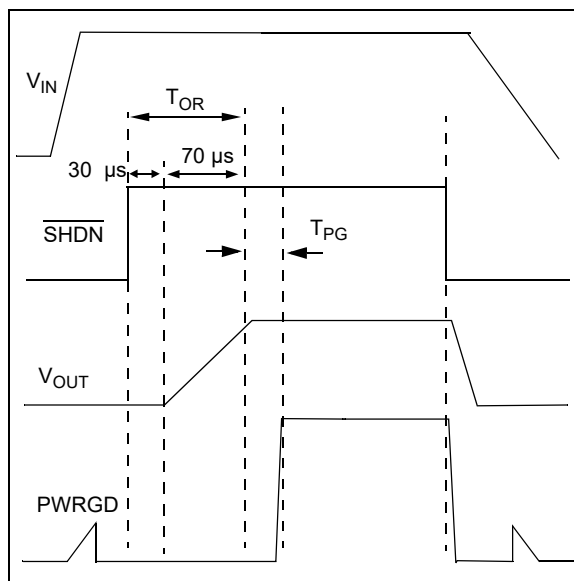 V_IN
T_OR
30 µs
70 µs
SHDN
T_PG
V_OUT
PWRGD